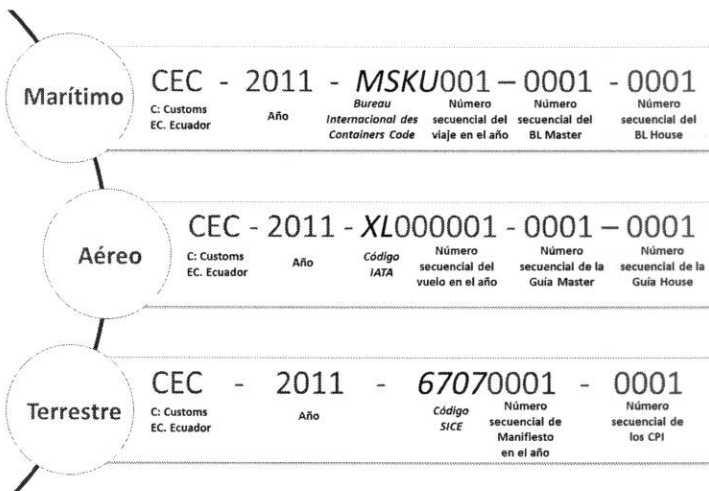 Marítimo
CEC - 2011 - MSKU001 – 0001 - 0001
C: Customs
EC. Ecuador
Año
Bureau
Internacional des
Containers Code
Número
secuencial del
viaje en el año
Número
secuencial del
BL Master
Número
secuencial del
BL House
Aéreo
CEC - 2011 - XL000001 - 0001 – 0001
C: Customs
EC. Ecuador
Año
Código
IATA
Número
secuencial del
vuelo en el año
Número
secuencial de la
Guía Master
Número
secuencial de la
Guía House
Terrestre
CEC - 2011 - 67070001 - 0001
C: Customs
EC. Ecuador
Año
Código
SICE
Número
secuencial de
Manifiesto
en el año
Número
secuencial de
los CPI